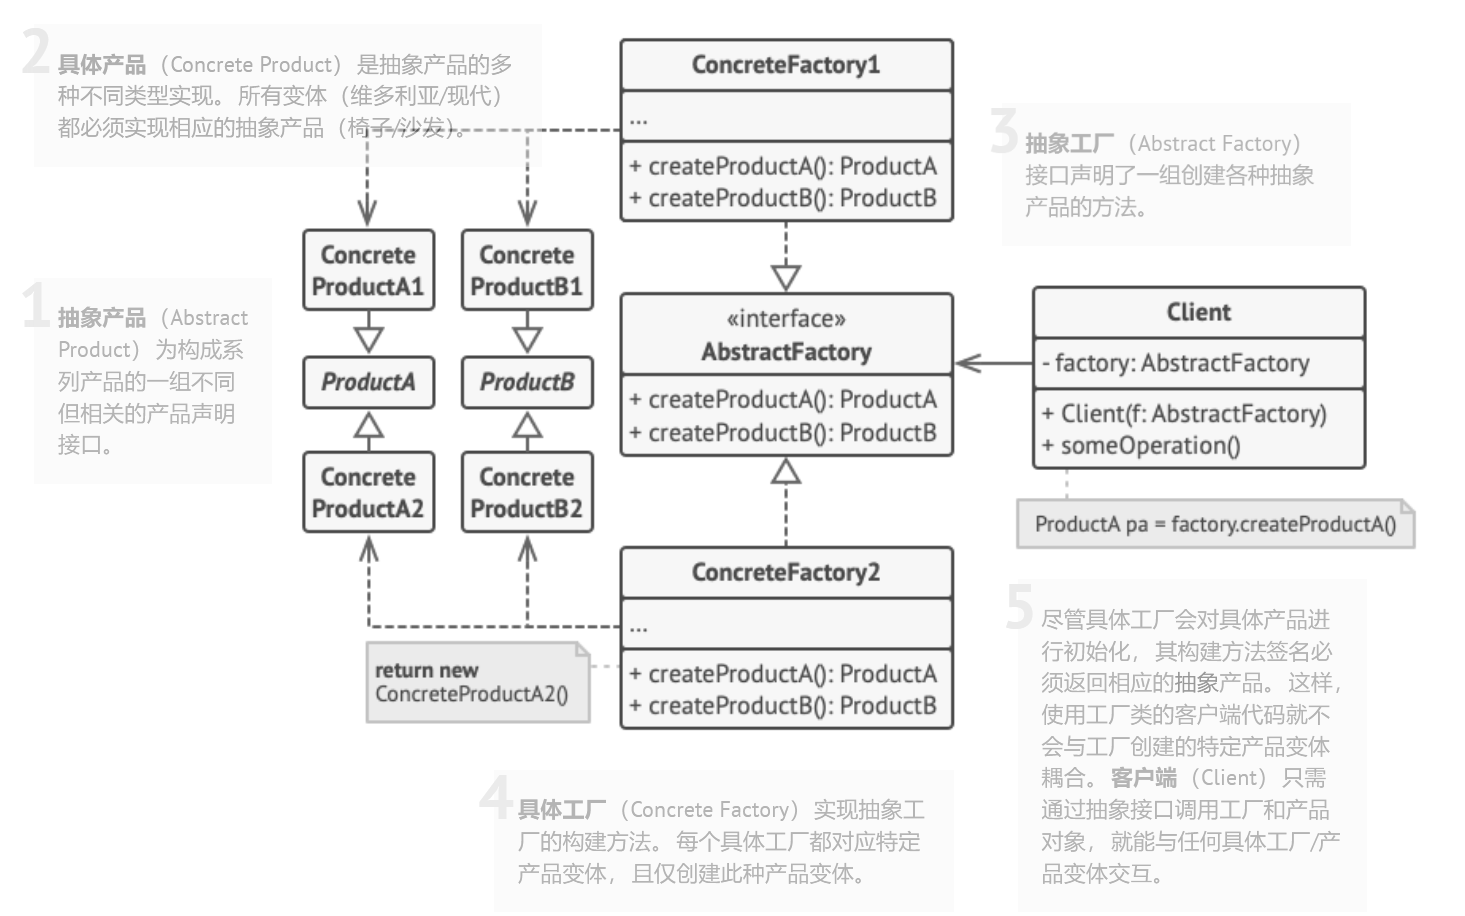 2
具体产品（Concrete Product）是抽象产品的多
种不同类型实现。所有变体（维多利亚/现代）
都必须实现相应的抽象产品（椅子/沙发）。
ConcreteFactory1
...
+ createProductA(): ProductA
+ createProductB(): ProductB
3
抽象工厂（Abstract Factory）
接口声明了一组创建各种抽象
产品的方法。
1
抽象产品（Abstract
Product）为构成系
列产品的一组不同
但相关的产品声明
接口。
Concrete
ProductA1
Concrete
ProductB1
ProductA
ProductB
Concrete
ProductA2
Concrete
ProductB2
«interface»
AbstractFactory
+ createProductA(): ProductA
+ createProductB(): ProductB
Client
- factory: AbstractFactory
+ Client(f: AbstractFactory)
+ someOperation()
ProductA pa = factory.createProductA()
ConcreteFactory2
...
+ createProductA(): ProductA
+ createProductB(): ProductB
return new
ConcreteProductA2()
4
具体工厂（Concrete Factory）实现抽象工
厂的构建方法。每个具体工厂都对应特定
产品变体，且仅创建此种产品变体。
5
尽管具体工厂会对具体产品进
行初始化，其构建方法签名必
须返回相应的抽象产品。这样，
使用工厂类的客户端代码就不
会与工厂创建的特定产品变体
耦合。客户端（Client）只需
通过抽象接口调用工厂和产品
对象，就能与任何具体工厂/产
品变体交互。